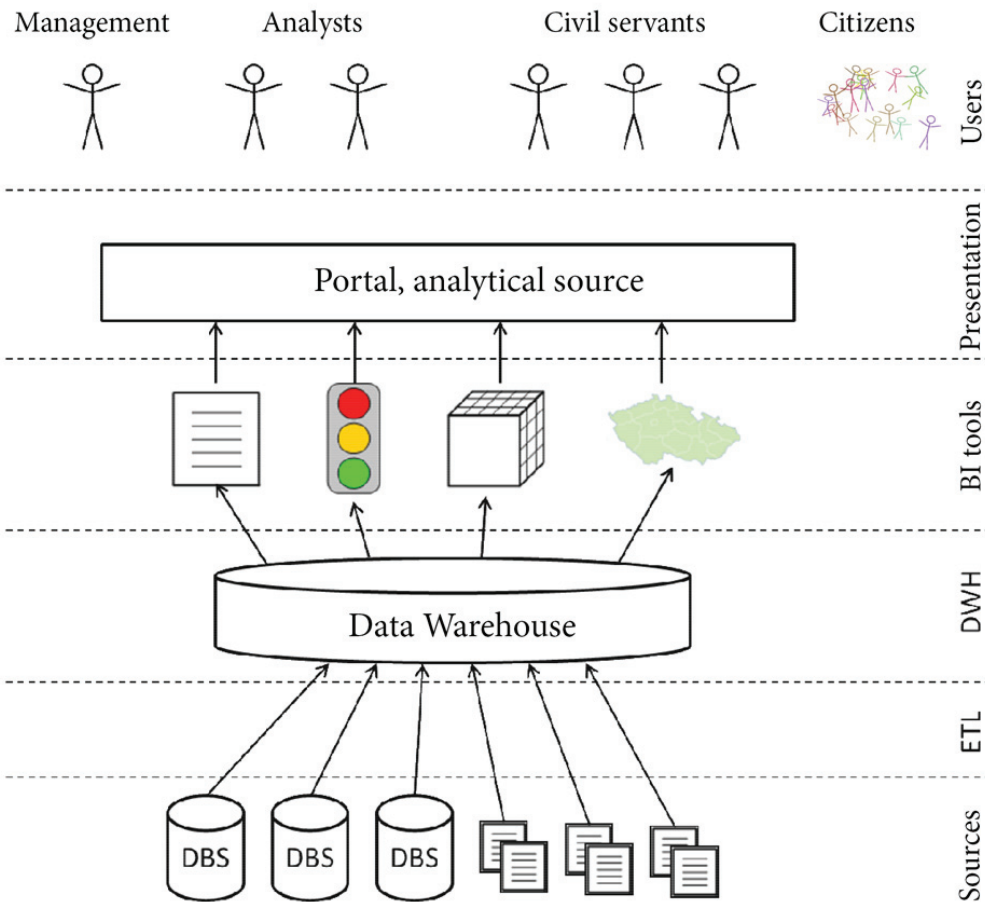 Management
Analysts
Civil servants
Citizens
Users
Portal, analytical source
Presentation
BI tools
Data Warehouse
DWH
ETL
DBS
DBS
DBS
Sources